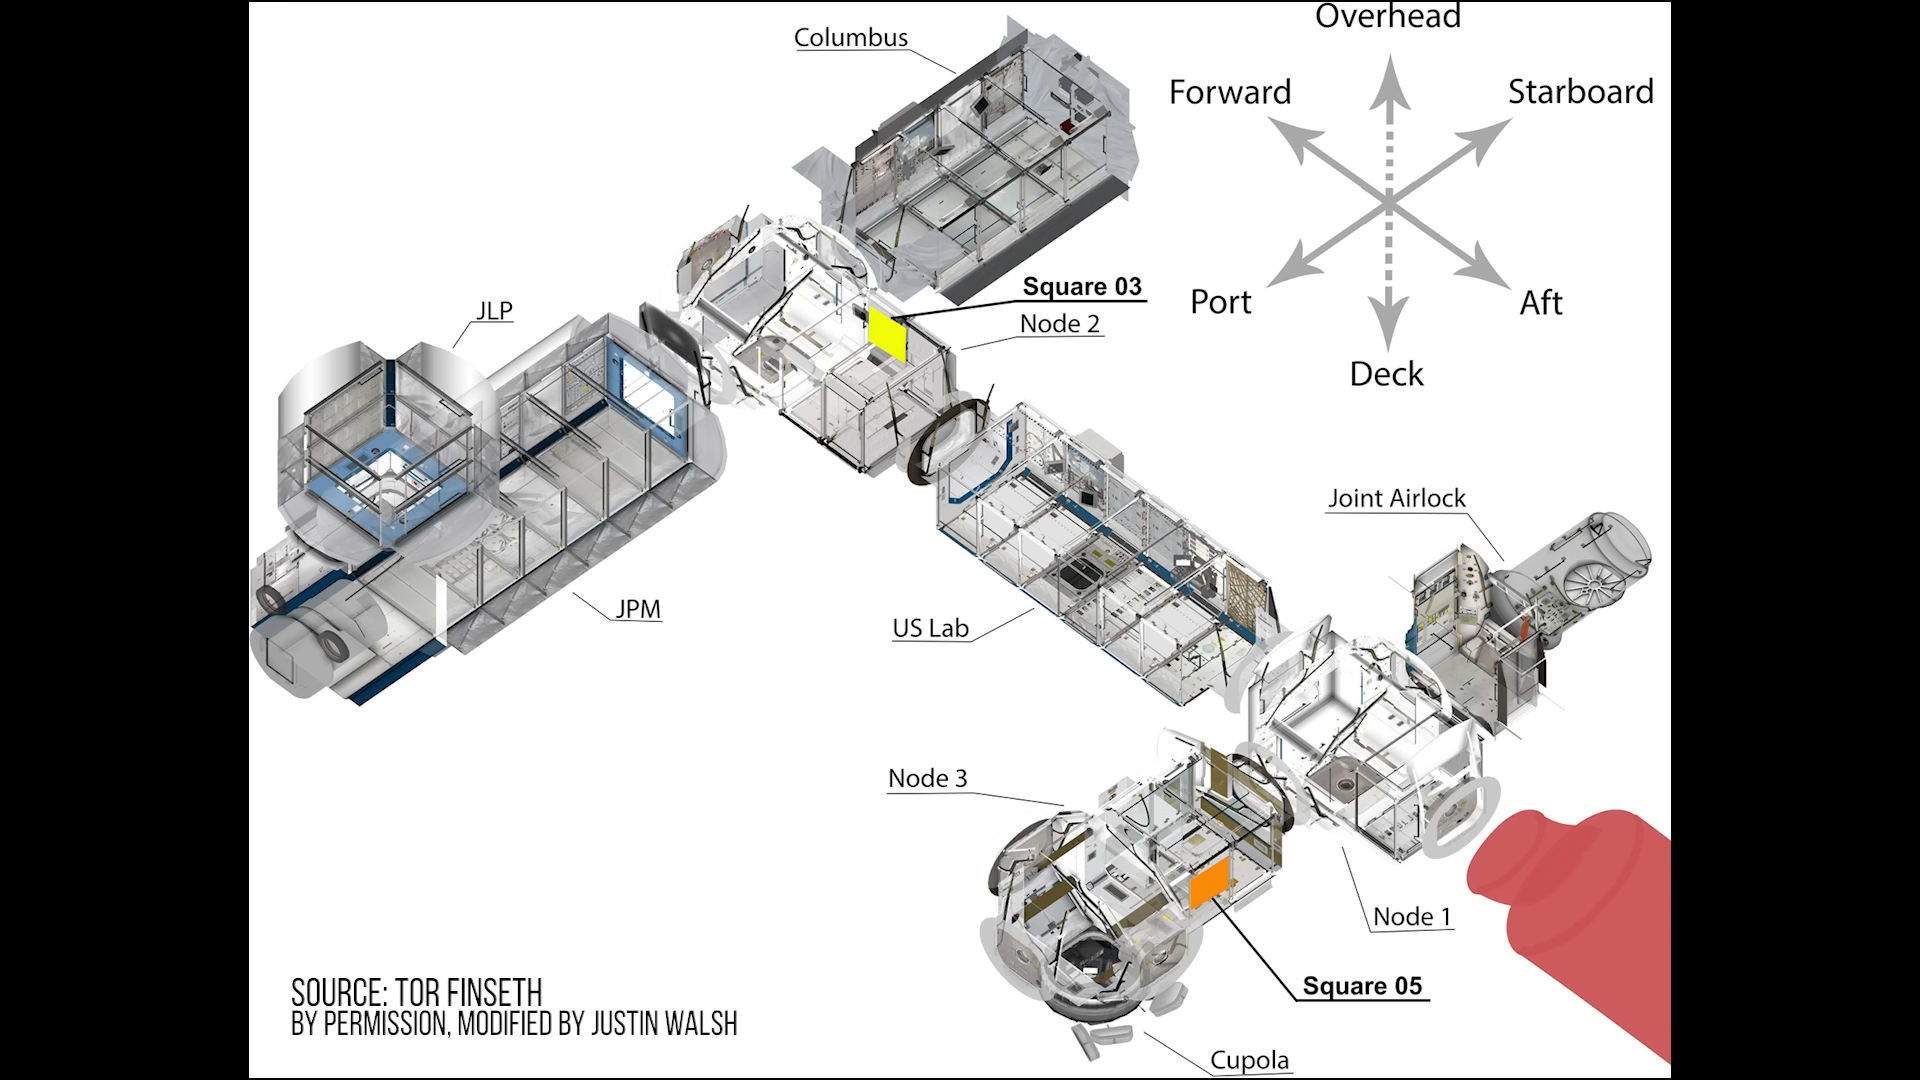 Overhead
Columbus
Forward
Starboard
Square 03
Port
Aft
JLP
Node 2
Deck
Joint Airlock
JPM
US Lab
Node 3
Node 1
Square 05
SOURCE: TOR FINSETH
BY PERMISSION, MODIFIED BY JUSTIN WALSH
Cupola